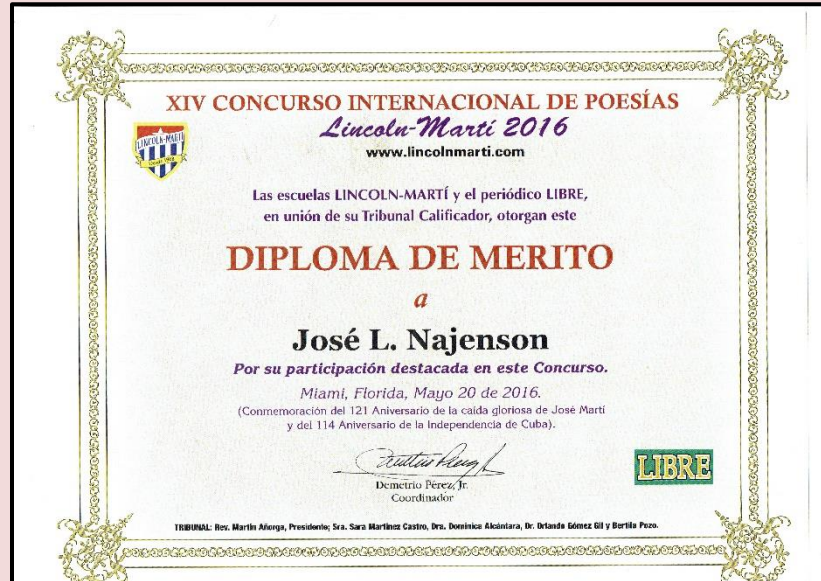 XIV CONCURSO INTERNACIONAL DE POESÍAS
Lincoln-Martí 2016
www.lincolnmarti.com
LINCOLN-MARTI
Las escuelas LINCOLN-MARTÍ y el periódico LIBRE,
en unión de su Tribunal Calificador, otorgan este
DIPLOMA DE MERITO
a
José L. Najenson
Por su participación destacada en este Concurso.
Miami, Florida, Mayo 20 de 2016.
(Conmemoración del 121 Aniversario de la caída gloriosa de José Martí
y del 114 Aniversario de la Independencia de Cuba).
Demetrio Pérez, Jr.
Coordinador
LIBRE
TRIBUNAL: Rev. Martín Añorga, Presidente; Sra. Sara Martínez Castro, Dra. Dominica Alcántara, Dr. Orlando Gómez Gil y Bertila Pozo.